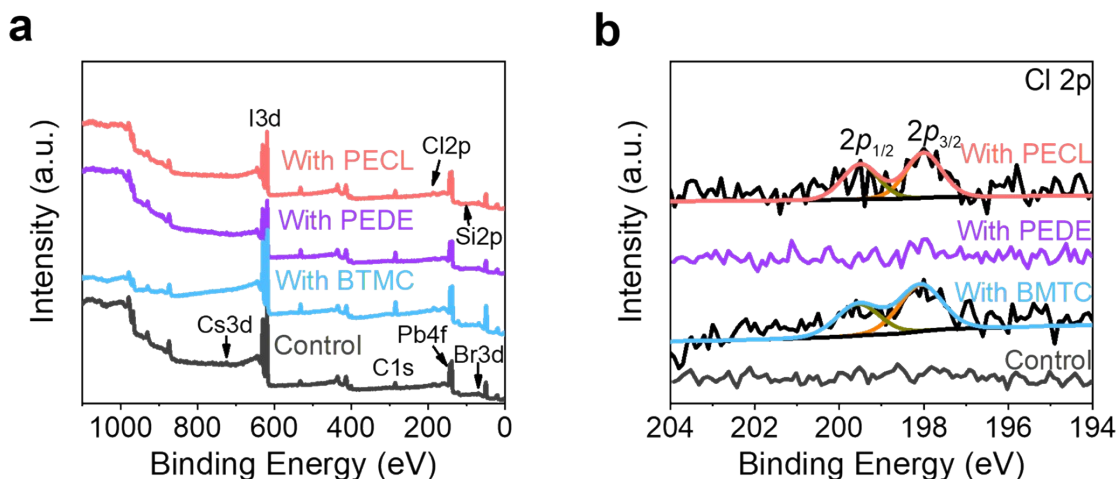 a
I3d
Cl2p
With PECL
Si2p
With PEDE
With BTMC
Cs3d
Control
Pb4f
C1s
Br3d
Intensity (a.u.)
1000 800 600 400 200 0
Binding Energy (eV)
b
Cl 2p
2p1/2
2p3/2
With PECL
With PEDE
With BMTC
Control
Intensity (a.u.)
204 202 200 198 196 194
Binding Energy (eV)